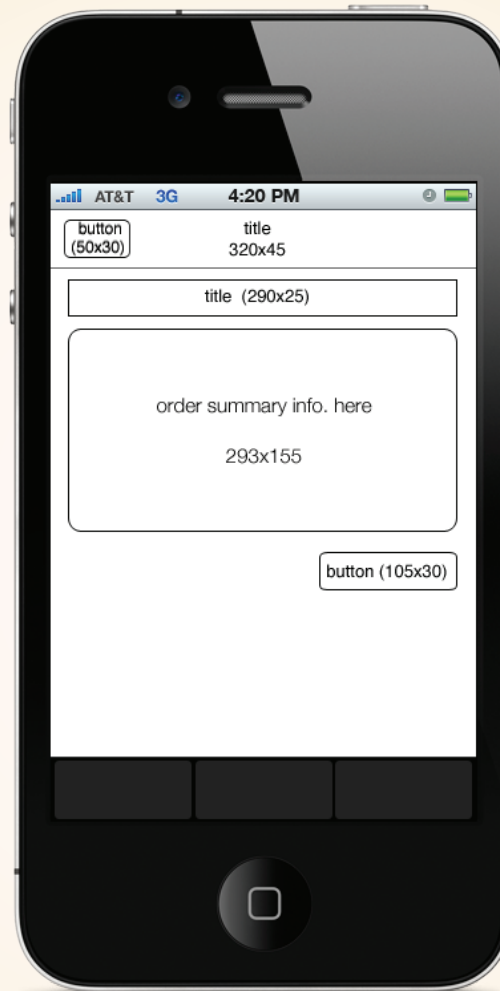 AT&T 3G 4:20 PM
button
(50x30)
title
320x45
title (290x25)
order summary info. here
293x155
button (105x30)